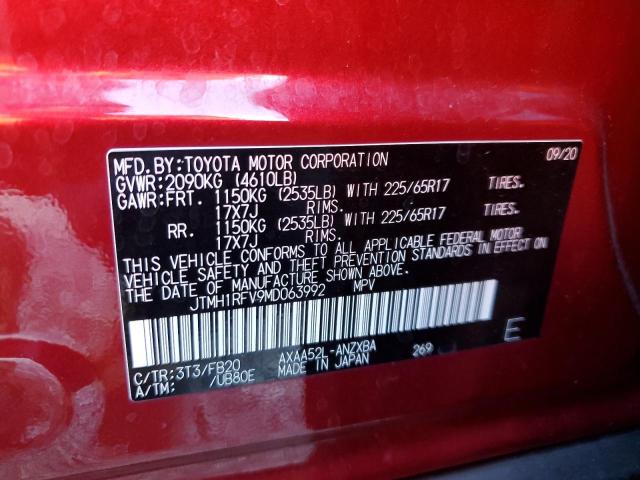 MFD.BY:TOYOTA MOTOR CORPORATION 09/20
GVWR:2090KG (4610LB)
GAWR:FRT. 1150KG (2535LB) WITH 225/65R17 TIRES.
17X7J RIMS.
RR. 1150KG (2535LB) WITH 225/65R17 TIRES.
17X7J RIMS.
THIS VEHICLE CONFORMS TO ALL APPLICABLE FEDERAL MOTOR
VEHICLE SAFETY AND THEFT PREVENTION STANDARDS IN EFFECT ON
THE DATE OF MANUFACTURE SHOWN ABOVE.
JTMH1RFV9MD063992 MPV
E
C/TR:3T3/FB20 AXAA52L-ANZXBA 269
A/TM: /UB80E MADE IN JAPAN